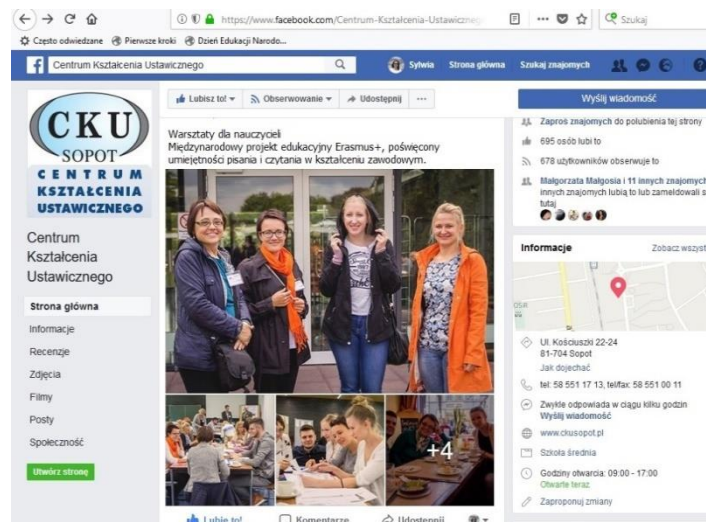 https://www.facebook.com/Centrum-Kształcenia-Ustawiczneg
Szukaj
Często odwiedzane
Pierwsze kroki
Dzień Edukacji Narodo...
Centrum Kształcenia Ustawicznego
Sylwia
Strona główna
Szukaj znajomych
Lubisz to!
Obserwowanie
Udostępnij
...
Wyślij wiadomość
CKU
SOPOT
CENTRUM
KSZTAŁCENIA
USTAWICZNEGO
Centrum
Kształcenia
Ustawicznego
Strona główna
Informacje
Recenzje
Zdjęcia
Filmy
Posty
Społeczność
Utwórz stronę
Warsztaty dla nauczycieli
Międzynarodowy projekt edukacyjny Erasmus+, poświęcony
umiejętności pisania i czytania w kształceniu zawodowym.
+4
Lubię to!
Komentarze
Udostępnij
Zaproś znajomych do polubienia tej strony
695 osób lubi to
678 użytkowników obserwuje to
Małgorzata Małgosia i 11 innych znajomych
innych znajomych lubią to lub zameldowali s
tutaj
Informacje
Zobacz wszyst
Ul. Kościuszki 22-24
81-704 Sopot
Jak dojechać
tel: 58 551 17 13, tel/fax: 58 551 00 11
Zwykle odpowiada w ciągu kilku godzin
Wyślij wiadomość
www.ckusopot.pl
Szkoła średnia
Godziny otwarcia: 09:00 - 17:00
Otwarte teraz
Zaproponuj zmiany